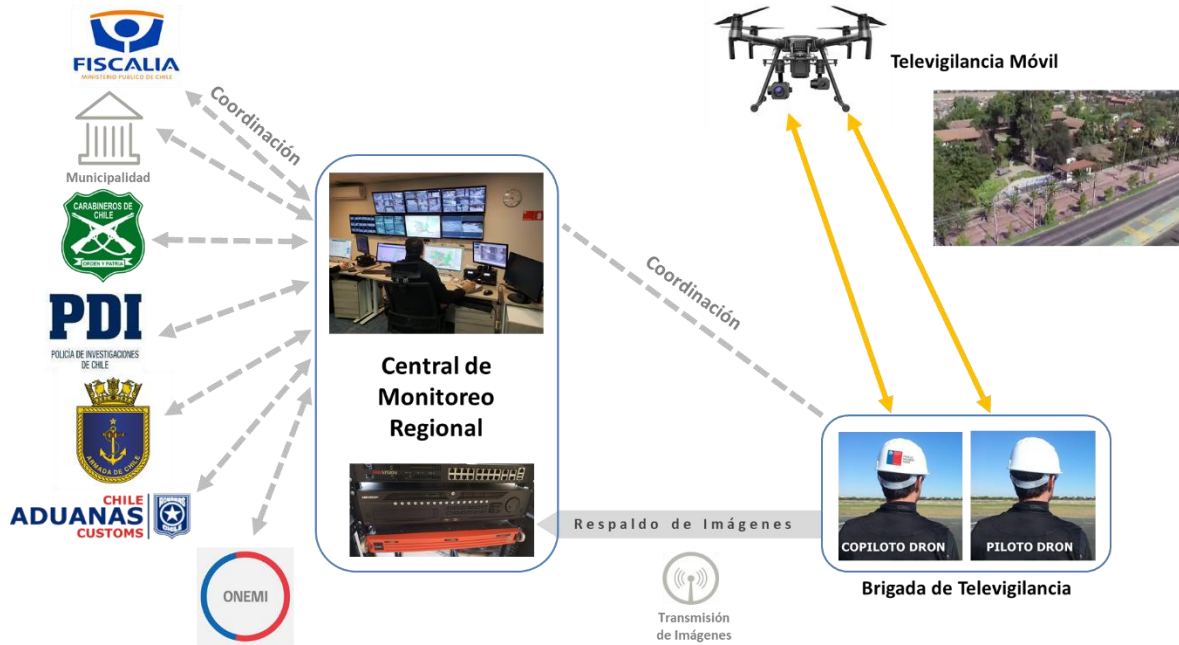 FISCALIA
MINISTERIO PUBLICO DE CHILE
Coordinación
Municipalidad
CARABINEROS DE
CHILE
ORDEN Y PATRIA
PDI
POLICÍA DE INVESTIGACIONES
DE CHILE
ARMADA DE CHILE
CHILE
ADUANAS
CUSTOMS
ONEMI
Central de
Monitoreo
Regional
Televigilancia Móvil
Coordinación
Respaldo de Imágenes
Transmisión
de Imágenes
COPILOTO DRON
PILOTO DRON
Brigada de Televigilancia